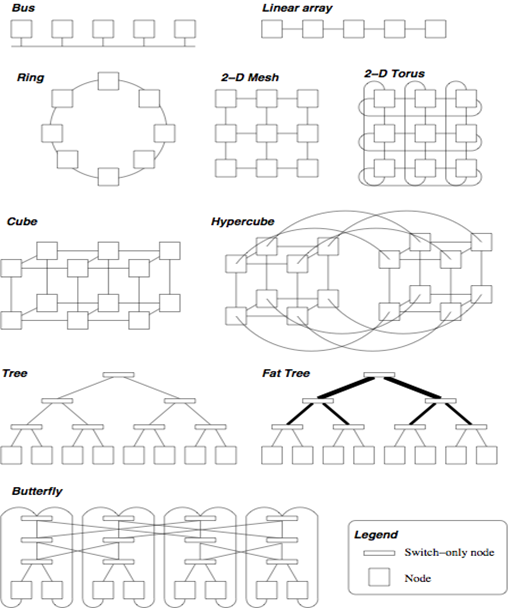 Bus
Linear array
Ring
2–D Mesh
2–D Torus
Cube
Hypercube
Tree
Fat Tree
Butterfly
Legend
Switch–only node
Node